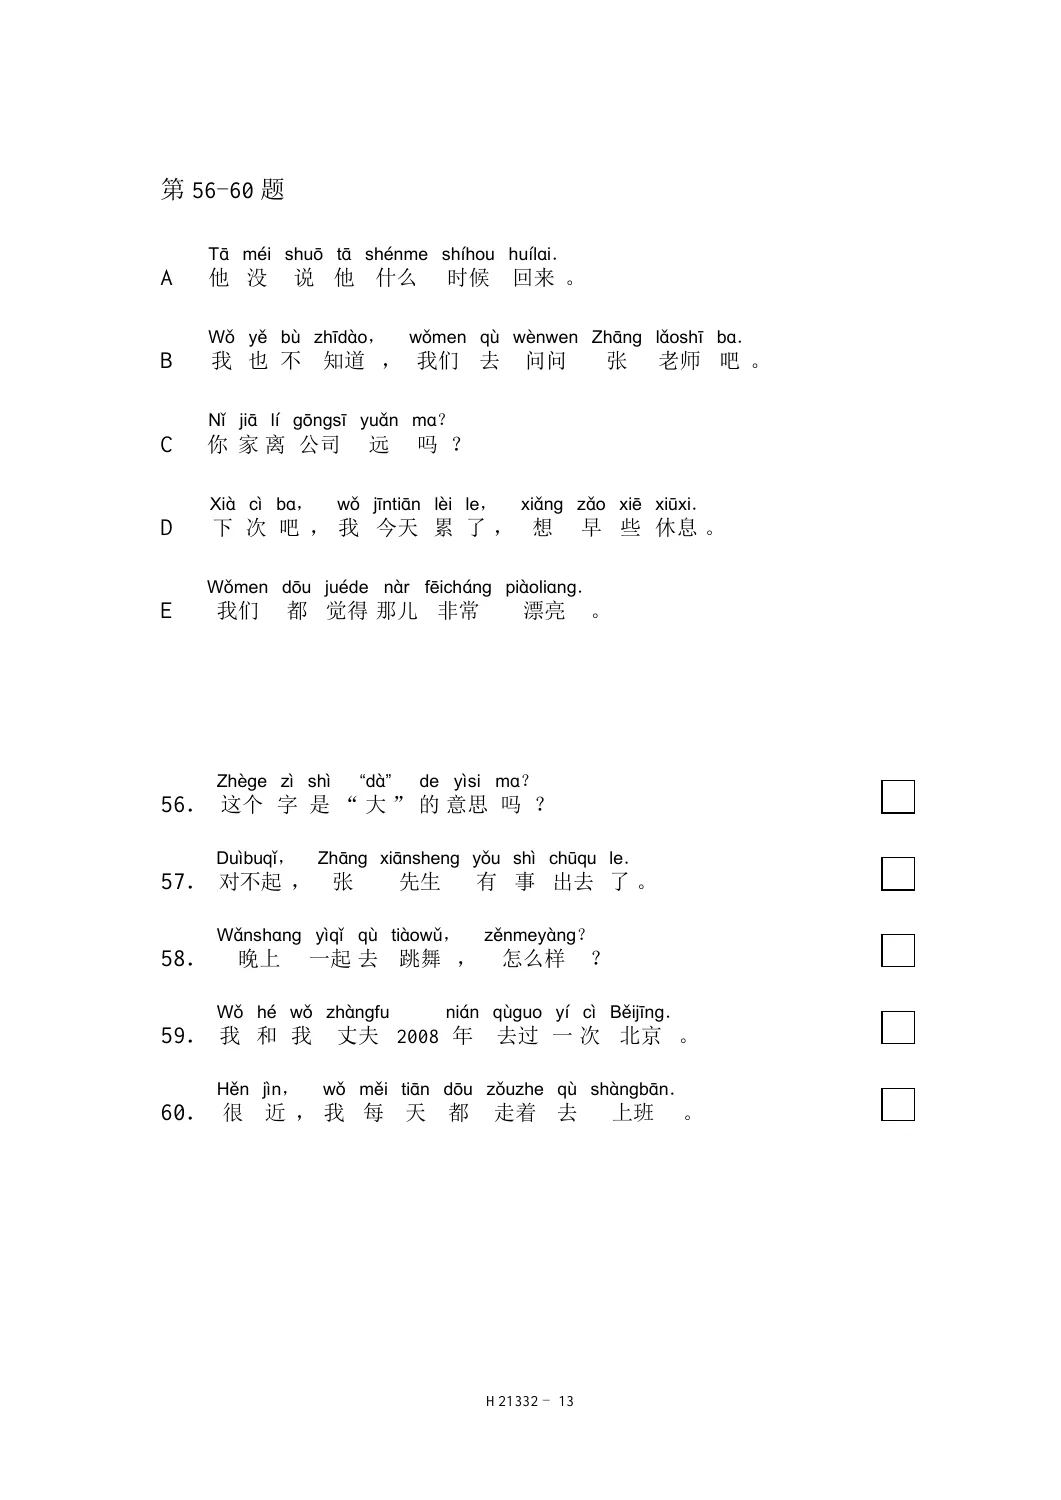 第 56-60 题
Tā méi shuō tā shénme shíhou huílai.
A 他 没 说 他 什么 时候 回来 。
Wǒ yě bù zhīdào, wǒmen qù wènwen Zhāng lǎoshī ba.
B 我 也 不 知道 , 我们 去 问问 张 老师 吧 。
Nǐ jiā lí gōngsī yuǎn ma?
C 你 家 离 公司 远 吗 ?
Xià cì ba, wǒ jīntiān lèi le, xiǎng zǎo xiē xiūxi.
D 下 次 吧 , 我 今天 累 了 , 想 早 些 休息 。
Wǒmen dōu juéde nàr fēicháng piàoliang.
E 我们 都 觉得 那儿 非常 漂亮 。
Zhège zì shì “dà” de yìsi ma?
56. 这个 字 是 “ 大 ” 的 意思 吗 ?
Duìbuqǐ, Zhāng xiānsheng yǒu shì chūqu le.
57. 对不起 , 张 先生 有 事 出去 了 。
Wǎnshang yìqǐ qù tiàowǔ, zěnmeyàng?
58. 晚上 一起 去 跳舞 , 怎么样 ?
Wǒ hé wǒ zhàngfu nián qùguo yí cì Běijīng.
59. 我 和 我 丈夫 2008 年 去过 一 次 北京 。
Hěn jìn, wǒ měi tiān dōu zǒuzhe qù shàngbān.
60. 很 近 , 我 每 天 都 走着 去 上班 。
H21332 - 13